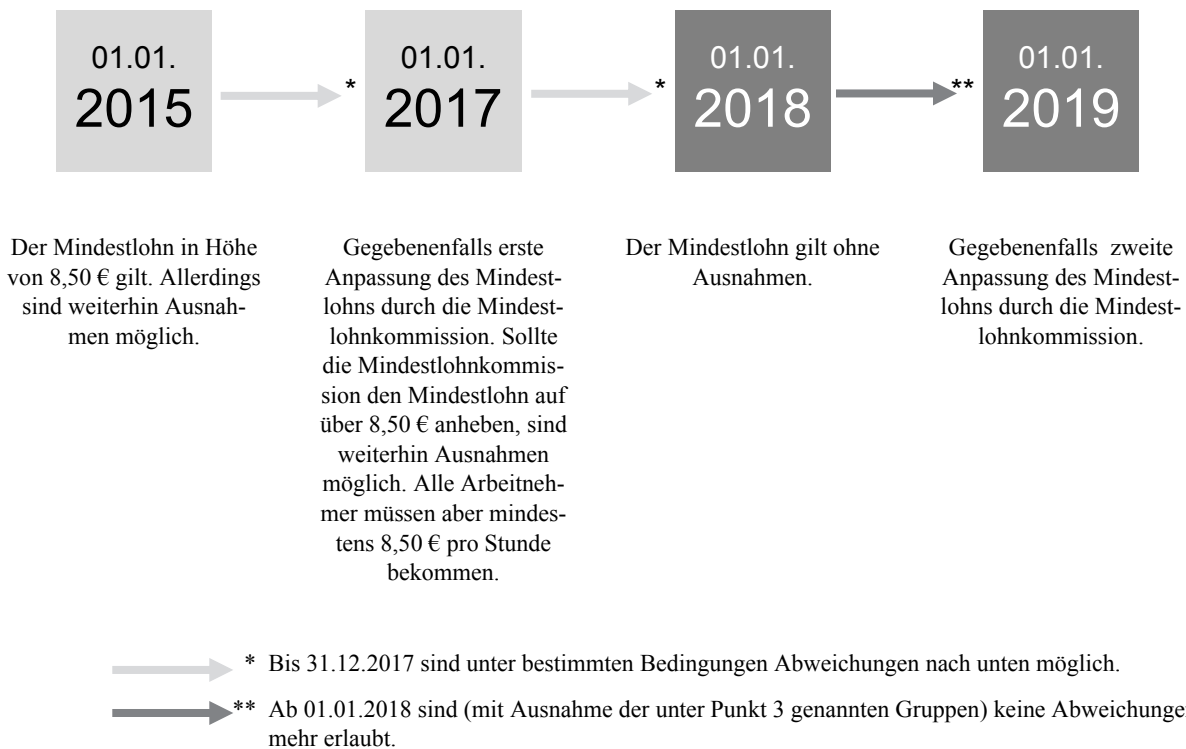 01.01.
2015
*
01.01.
2017
*
01.01.
2018
**
01.01.
2019
Der Mindestlohn in Höhe
von 8,50 € gilt. Allerdings
sind weiterhin Ausnah-
men möglich.
Gegebenenfalls erste
Anpassung des Mindest-
lohns durch die Mindest-
lohnkommission. Sollte
die Mindestlohnkommis-
sion den Mindestlohn auf
über 8,50 € anheben, sind
weiterhin Ausnahmen
möglich. Alle Arbeitneh-
mer müssen aber mindes-
tens 8,50 € pro Stunde
bekommen.
Der Mindestlohn gilt ohne
Ausnahmen.
Gegebenenfalls zweite
Anpassung des Mindest-
lohns durch die Mindest-
lohnkommission.
* Bis 31.12.2017 sind unter bestimmten Bedingungen Abweichungen nach unten möglich.
** Ab 01.01.2018 sind (mit Ausnahme der unter Punkt 3 genannten Gruppen) keine Abweichunge
mehr erlaubt.